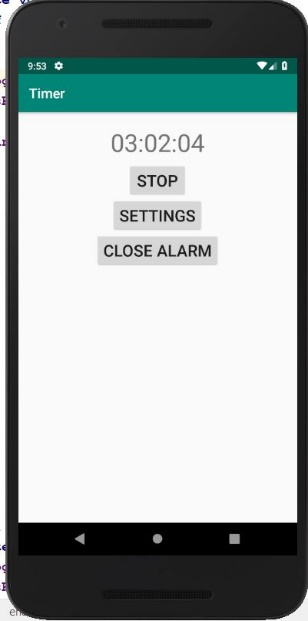 9:53
Timer
03:02:04
STOP
SETTINGS
CLOSE ALARM